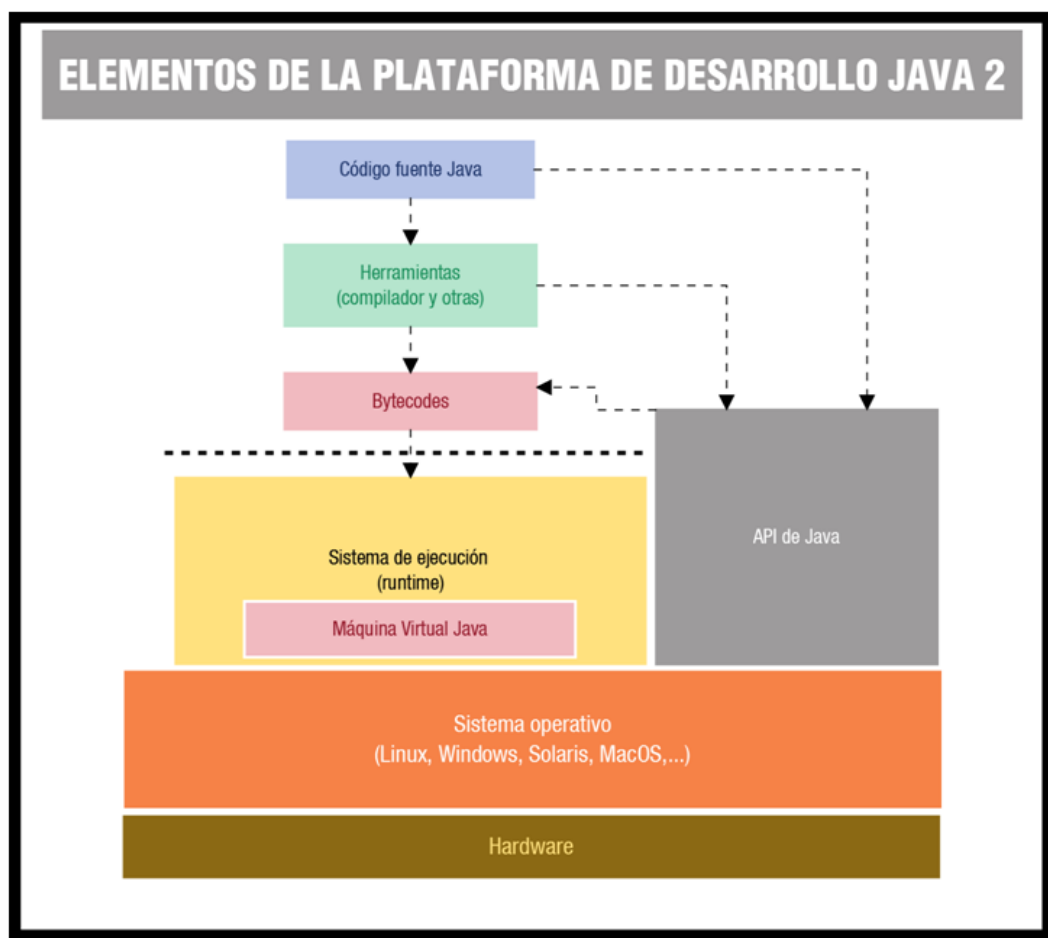 ELEMENTOS DE LA PLATAFORMA DE DESARROLLO JAVA 2
Código fuente Java
Herramientas
(compilador y otras)
Bytecodes
API de Java
Sistema de ejecución
(runtime)
Máquina Virtual Java
Sistema operativo
(Linux, Windows, Solaris, MacOS,...)
Hardware